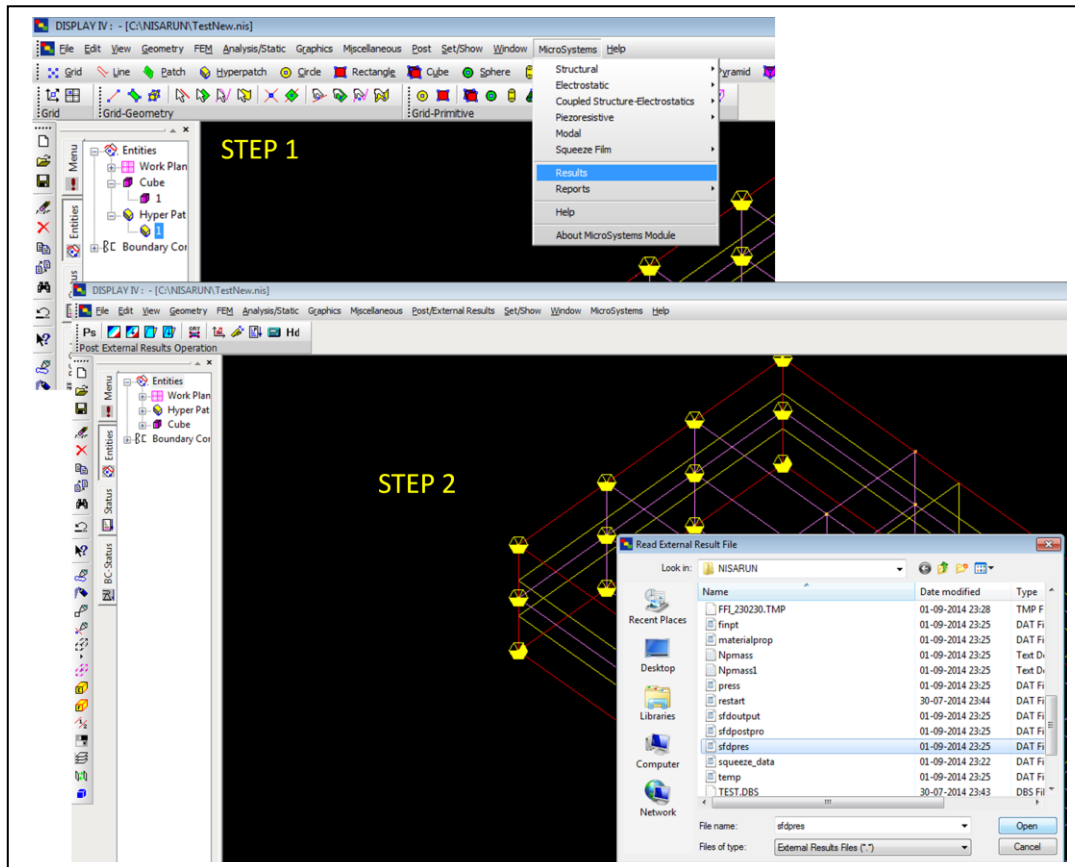 DISPLAY IV : - [C:\NISARUN\TestNew.nis]
File Edit View Geometry FEM Analysis/Static Graphics Miscellaneous Post Set/Show Window MicroSystems Help
Grid Line Patch Hyperpatch Circle Rectangle Cube Sphere
yramid
Grid Grid-Geometry Grid-Primitive
Structural
Electrostatic
Coupled Structure-Electrostatics
Piezoresistive
Modal
Squeeze Film
Results
Reports
Help
About MicroSystems Module
STEP 1
Menu
Entities
Entities
Work Plan
Cube
1
Hyper Pat
1
Boundary Cor
DISPLAY IV : - [C:\NISARUN\TestNew.nis]
File Edit View Geometry FEM Analysis/Static Graphics Miscellaneous Post/External Results Set/Show Window MicroSystems Help
Ps Hd
Post External Results Operation
Menu
Entities
Status
BC-Status
Entities
Work Plan
Hyper Pat
Cube
Boundary Cor
STEP 2
Read External Result File
Look in: NISARUN
Name Date modified Type
FFI_230230.TMP 01-09-2014 23:28 TMP F
finpt 01-09-2014 23:25 DAT Fi
materialprop 01-09-2014 23:25 DAT Fi
Npmass 01-09-2014 23:25 Text Do
Npmass1 01-09-2014 23:25 Text Do
press 01-09-2014 23:25 DAT Fi
restart 30-07-2014 23:44 DAT Fi
sfdoutput 01-09-2014 23:25 DAT Fi
sfdpostpro 01-09-2014 23:25 DAT Fi
sfdpres 01-09-2014 23:25 DAT Fi
squeeze_data 01-09-2014 23:22 DAT Fi
temp 01-09-2014 23:25 DAT Fi
TEST.DBS 30-07-2014 23:43 DBS Fil
Recent Places
Desktop
Libraries
Computer
Network
File name: sfdpres Open
Files of type: External Results Files (*.*) Cancel